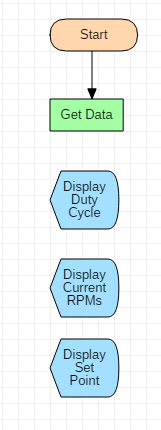 Start
Get Data
Display
Duty
Cycle
Display
Current
RPMs
Display
Set
Point